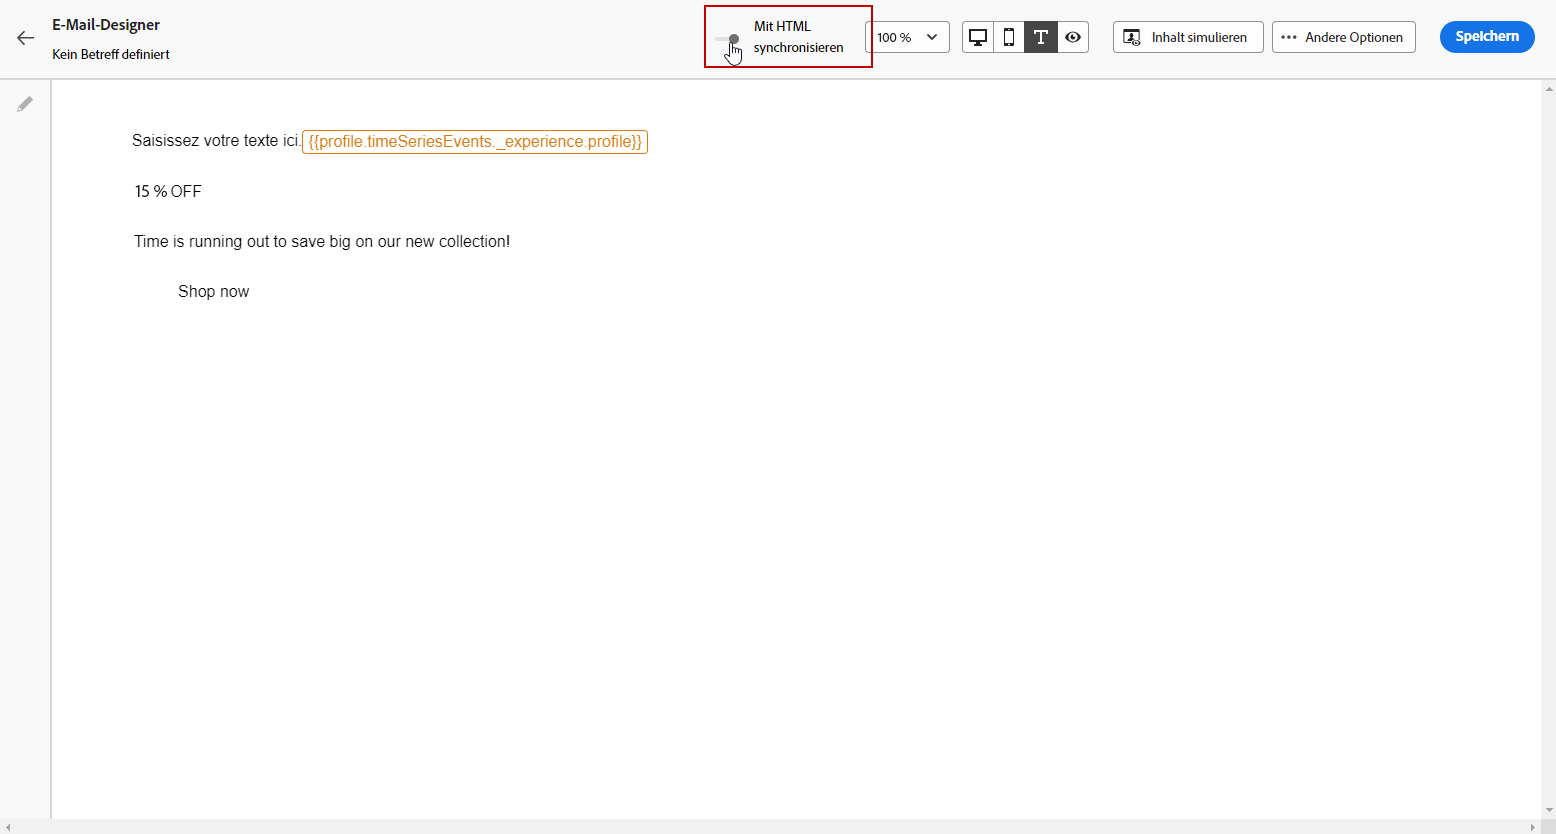 E-Mail-Designer
Kein Betreff definiert
Mit HTML
synchronisieren
100 %
Inhalt simulieren
Andere Optionen
Speichern
Saisissez votre texte ici.{{profile.timeSeriesEvents._experience.profile}}
15 % OFF
Time is running out to save big on our new collection!
Shop now